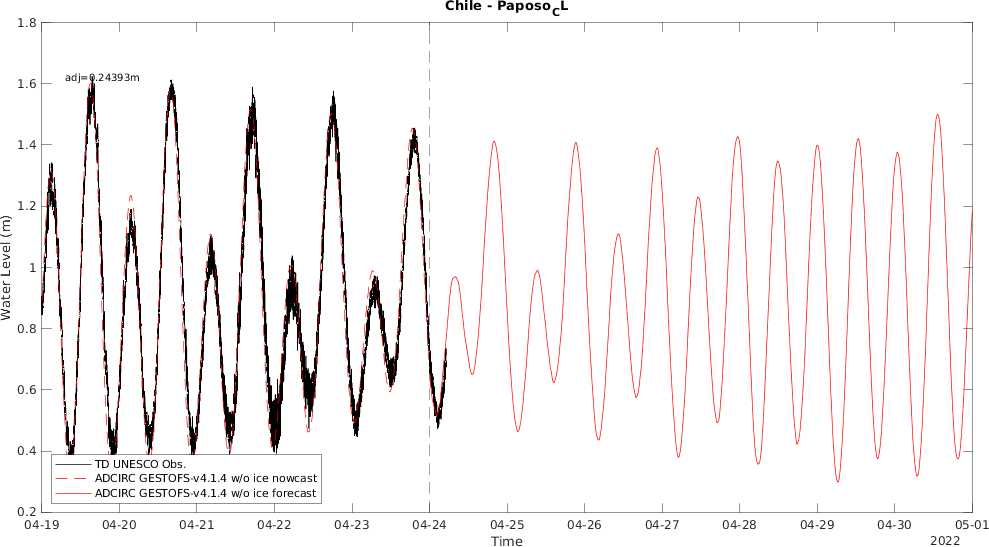 Chile - Paposo_CL
adj=0.24393m
Water Level (m)
1.8
1.6
1.4
1.2
1
0.8
0.6
0.4
0.2
TD UNESCO Obs.
ADCIRC GESTOFS-v4.1.4 w/o ice nowcast
ADCIRC GESTOFS-v4.1.4 w/o ice forecast
04-19 04-20 04-21 04-22 04-23 04-24 04-25 04-26 04-27 04-28 04-29 04-30 05-01
Time
2022